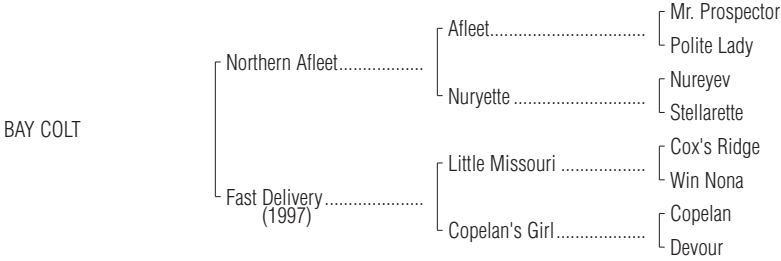 Mr. Prospector
Afleet................................
Polite Lady
Northern Afleet..................
Nureyev
Nuryette ...........................
Stellarette
BAY COLT
Cox's Ridge
Little Missouri .................
Win Nona
Fast Delivery.....................
(1997)
Copelan
Copelan's Girl..................
Devour